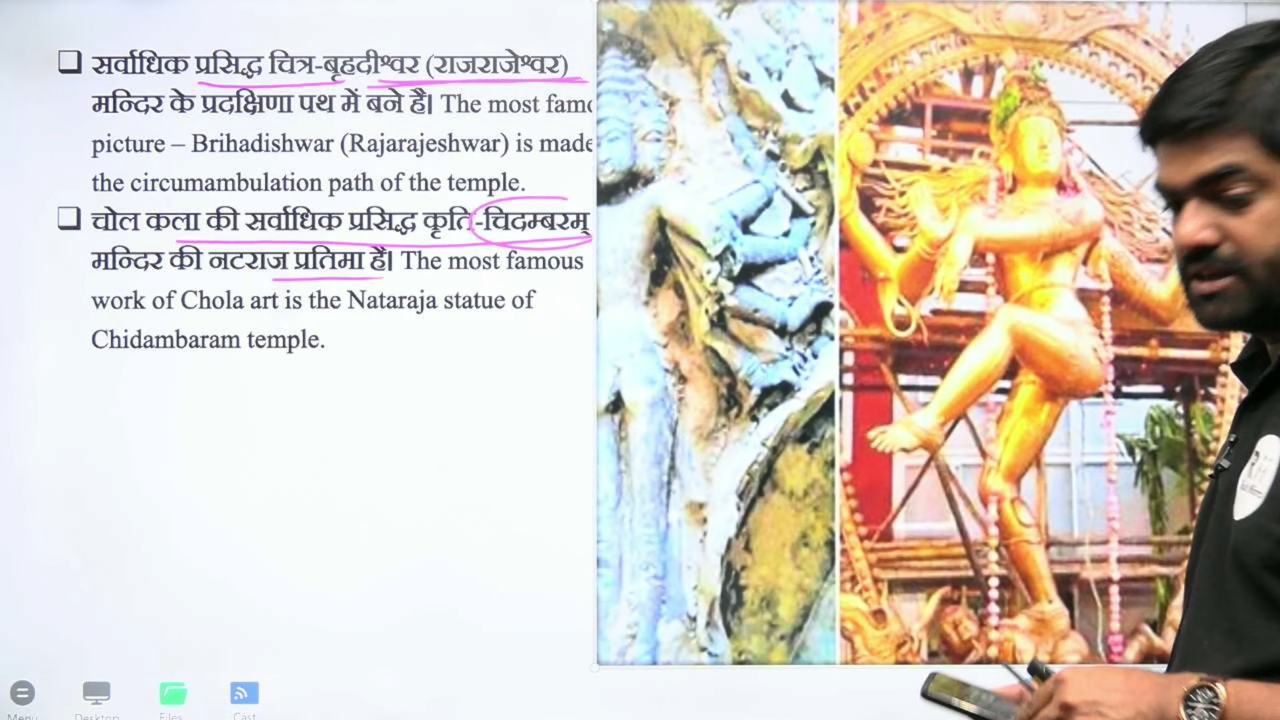 ❑ सर्वाधिक प्रसिद्ध चित्र-बृहदीश्वर (राजराजेश्वर)
मन्दिर के प्रदक्षिणा पथ में बने है। The most famo
picture – Brihadishwar (Rajarajeshwar) is made
the circumambulation path of the temple.
❑ चोल कला की सर्वाधिक प्रसिद्ध कृति-चिदम्बरम्
मन्दिर की नटराज प्रतिमा हैं। The most famous
work of Chola art is the Nataraja statue of
Chidambaram temple.
Menu Desktop Files Cast